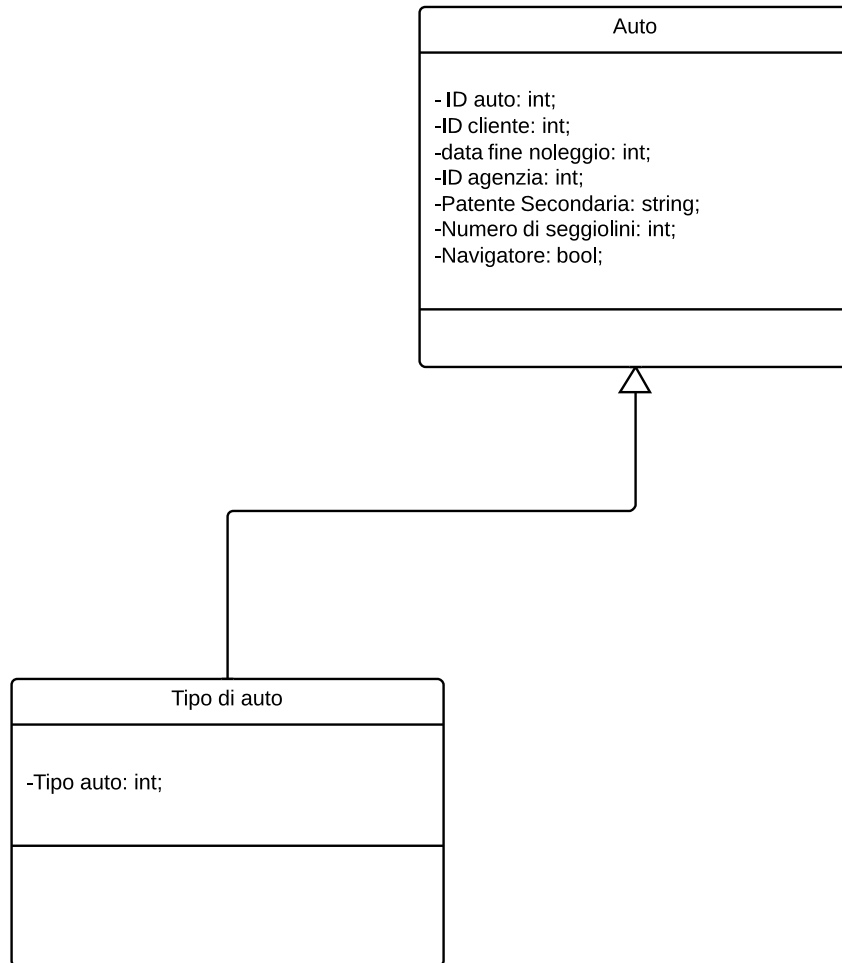 Auto
- ID auto: int;
-ID cliente: int;
-data fine noleggio: int;
-ID agenzia: int;
-Patente Secondaria: string;
-Numero di seggiolini: int;
-Navigatore: bool;
Tipo di auto
-Tipo auto: int;